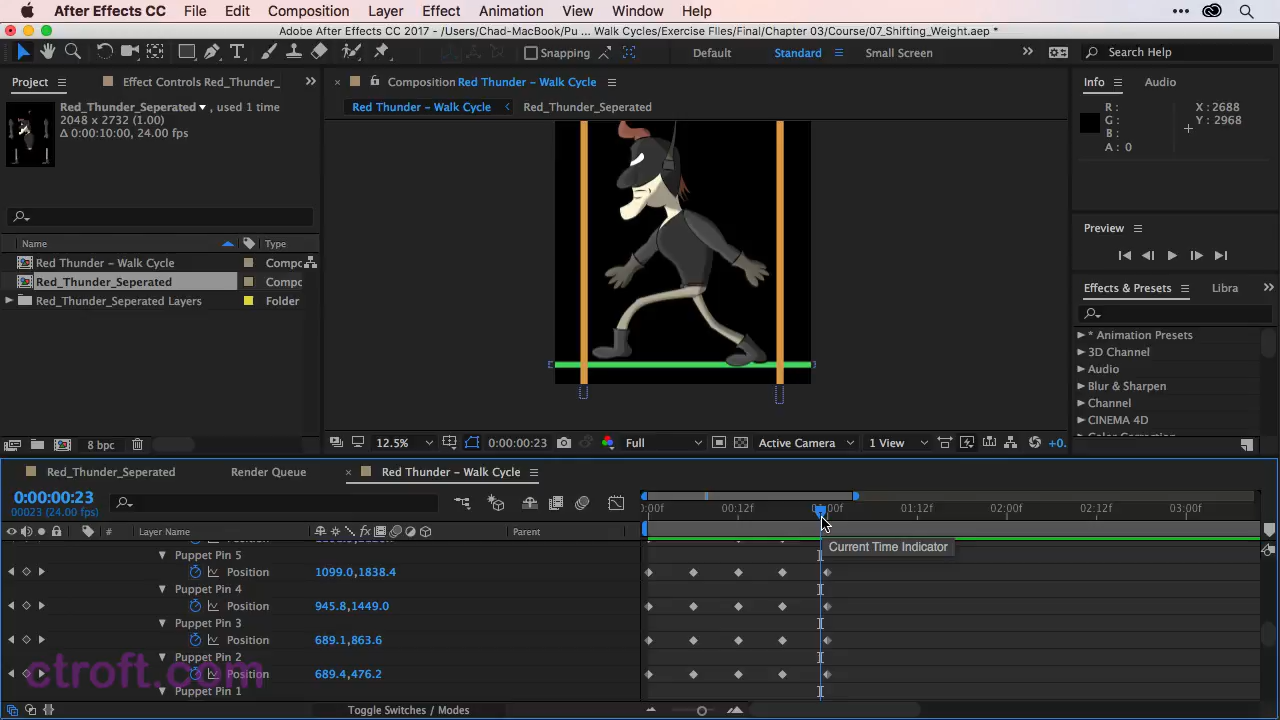 After Effects CC File Edit Composition Layer Effect Animation View Window Help
Adobe After Effects CC 2017 - /Users/Chad-MacBook/Pu ... Walk Cycles/Exercise Files/Final/Chapter 03/Course/07_Shifting_Weight.aep *
Snapping Default Standard Small Screen Search Help
Project Effect Controls Red_Thunder_
Composition Red Thunder – Walk Cycle
Info Audio
Red_Thunder_Seperated, used 1 time
2048 x 2732 (1.00)
Δ 0:00:10:00, 24.00 fps)
Red Thunder – Walk Cycle Red_Thunder_Seperated
R: X: 2688
G: Y: 2968
B:
A: 0
Preview
Name Type
Red Thunder – Walk Cycle Compc
Red_Thunder_Seperated Compc
Red_Thunder_Seperated Layers Folder
Effects & Presets Libra
* Animation Presets
3D Channel
Audio
Blur & Sharpen
Channel
CINEMA 4D
8 bpc
12.5% 0:00:00:23 Full Active Camera 1 View +0.
Red_Thunder_Seperated Render Queue Red Thunder – Walk Cycle
0:00:00:23
00023 (24.00 fps)
:00f 00:12f 01:00f 01:12f 02:00f 02:12f 03:00f
Layer Name Parent
Current Time Indicator
Puppet Pin 5
Position 1099.0,1838.4
Puppet Pin 4
Position 945.8,1449.0
Puppet Pin 3
Position 689.1,863.6
Puppet Pin 2
Position 689.4,476.2
Puppet Pin 1
ctroft.com
Toggle Switches / Modes